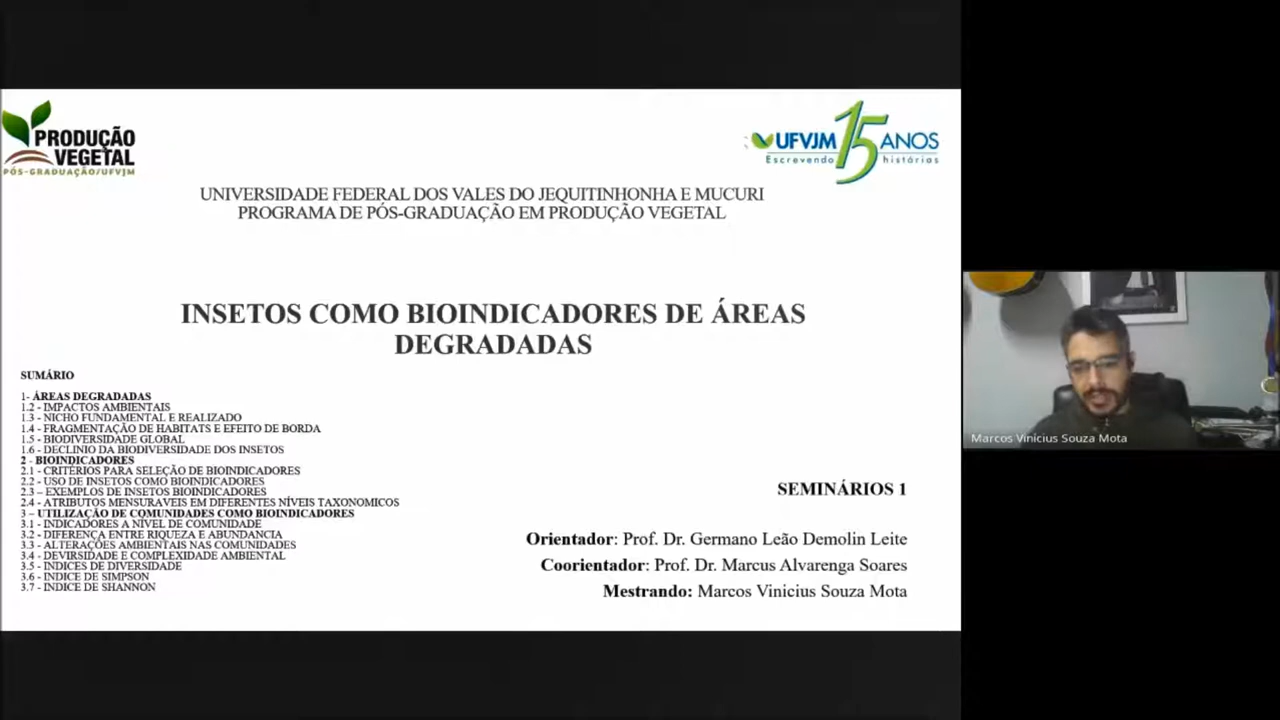 PRODUÇÃO
VEGETAL
PÓS-GRADUAÇÃO/UFVJM
UFVJM 15 ANOS
Escrevendo histórias
UNIVERSIDADE FEDERAL DOS VALES DO JEQUITINHONHA E MUCURI
PROGRAMA DE PÓS-GRADUAÇÃO EM PRODUÇÃO VEGETAL
INSETOS COMO BIOINDICADORES DE ÁREAS
DEGRADADAS
SUMÁRIO
1- ÁREAS DEGRADADAS
1.2 - IMPACTOS AMBIENTAIS
1.3 - NICHO FUNDAMENTAL E REALIZADO
1.4 - FRAGMENTAÇÃO DE HABITATS E EFEITO DE BORDA
1.5 - BIODIVERSIDADE GLOBAL
1.6 - DECLINIO DA BIODIVERSIDADE DOS INSETOS
2 - BIOINDICADORES
2.1 - CRITÉRIOS PARA SELEÇÃO DE BIOINDICADORES
2.2 - USO DE INSETOS COMO BIOINDICADORES
2.3 – EXEMPLOS DE INSETOS BIOINDICADORES
2.4 - ATRIBUTOS MENSURAVEIS EM DIFERENTES NÍVEIS TAXONOMICOS
3 – UTILIZAÇÃO DE COMUNIDADES COMO BIOINDICADORES
3.1 - INDICADORES A NÍVEL DE COMUNIDADE
3.2 - DIFERENÇA ENTRE RIQUEZA E ABUNDANCIA
3.3 - ALTERAÇÕES AMBIENTAIS NAS COMUNIDADES
3.4 - DEVIRSIDADE E COMPLEXIDADE AMBIENTAL
3.5 - INDICES DE DIVERSIDADE
3.6 - INDICE DE SIMPSON
3.7 - INDICE DE SHANNON
SEMINÁRIOS 1
Orientador: Prof. Dr. Germano Leão Demolin Leite
Coorientador: Prof. Dr. Marcus Alvarenga Soares
Mestrando: Marcos Vinicius Souza Mota
Marcos Vinícius Souza Mota